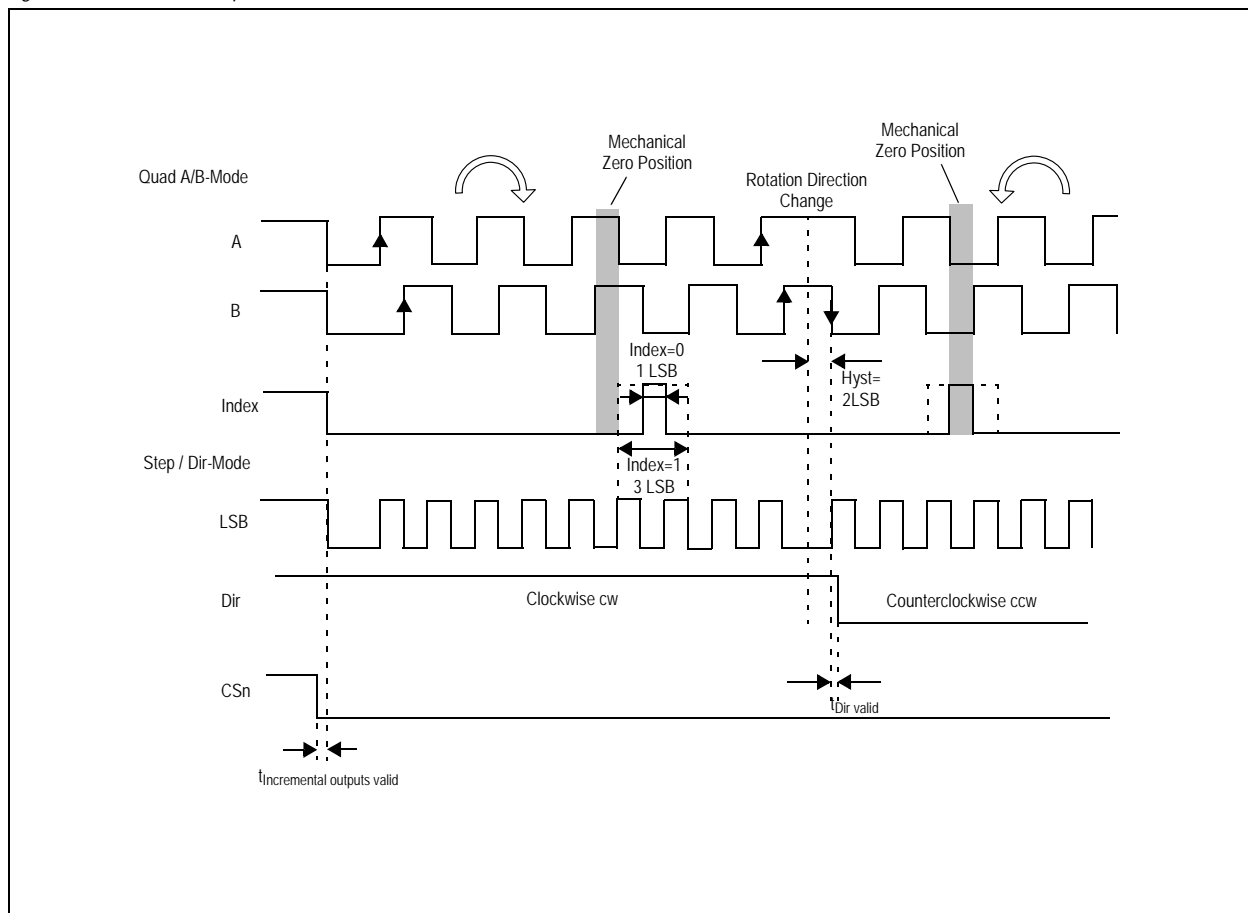 Mechanical
Zero Position
Mechanical
Zero Position
Quad A/B-Mode
Rotation Direction
Change
A
B
Index=0
1 LSB
Hyst=
2LSB
Index
Step / Dir-Mode
Index=1
3 LSB
LSB
Dir
Clockwise cw
Counterclockwise ccw
CSn
tDir valid
tIncremental outputs valid